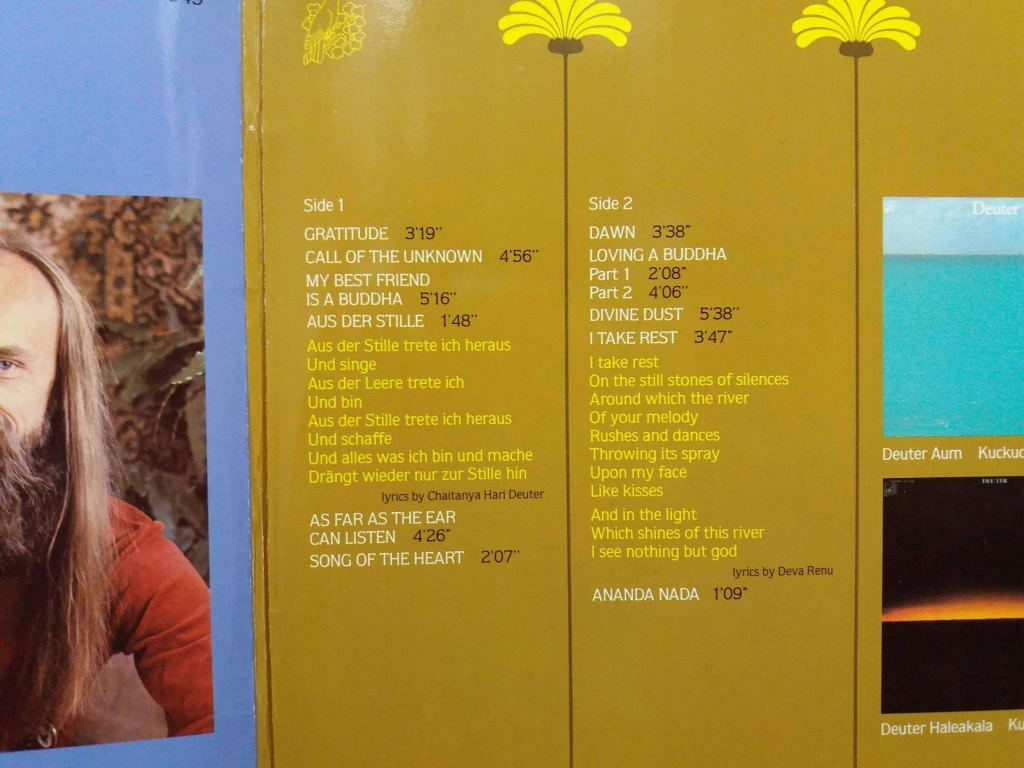 Side 1
GRATITUDE 3'19''
CALL OF THE UNKNOWN 4'56''
MY BEST FRIEND
IS A BUDDHA 5'16''
AUS DER STILLE 1'48''
Aus der Stille trete ich heraus
Und singe
Aus der Leere trete ich
Und bin
Aus der Stille trete ich heraus
Und schaffe
Und alles was ich bin und mache
Drängt wieder nur zur Stille hin
lyrics by Chaitanya Hari Deuter
AS FAR AS THE EAR
CAN LISTEN 4'26''
SONG OF THE HEART 2'07''
Side 2
DAWN 3'38''
LOVING A BUDDHA
Part 1 2'08''
Part 2 4'06''
DIVINE DUST 5'38''
I TAKE REST 3'47''
I take rest
On the still stones of silences
Around which the river
Of your melody
Rushes and dances
Throwing its spray
Upon my face
Like kisses
And in the light
Which shines of this river
I see nothing but god
lyrics by Deva Renu
ANANDA NADA 1'09''
Deuter
Deuter Aum
DEUTER
Deuter Haleakala